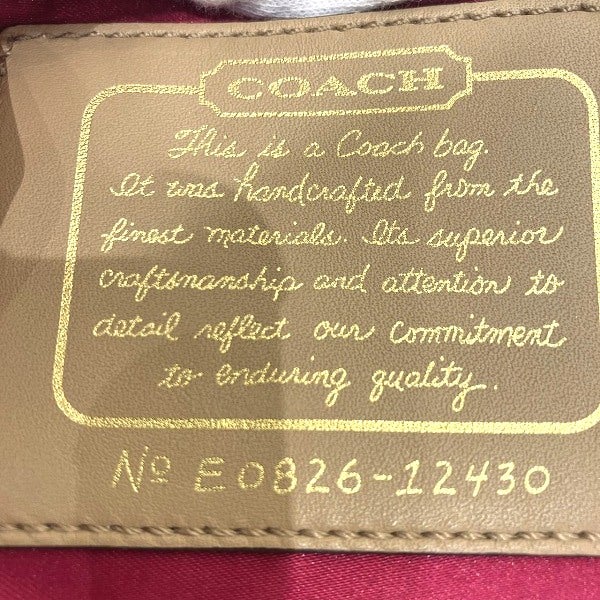 COACH
This is a Coach bag.
It was handcrafted from the
finest materials. Its superior
craftsmanship and attention to
detail reflect our commitment
to enduring quality.
Nº E0826-12430